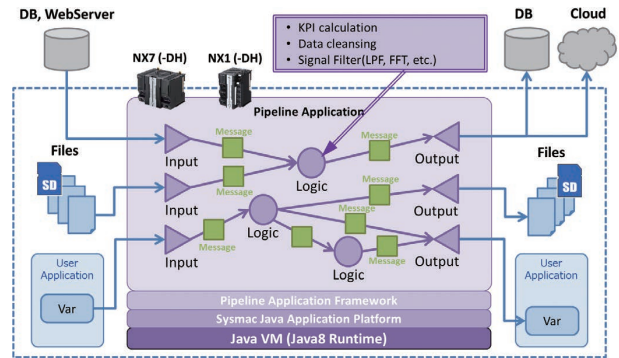 DB, WebServer
NX7 (-DH)
NX1 (-DH)
• KPI calculation
• Data cleansing
• Signal Filter(LPF, FFT, etc.)
DB
Cloud
Pipeline Application
Files
SD
Input
Message
Message
Logic
Message
Output
Files
SD
Input
Message
Logic
Message
Output
Input
Message
Logic
Message
Output
User
Application
Var
User
Application
Var
Pipeline Application Framework
Sysmac Java Application Platform
Java VM (Java8 Runtime)